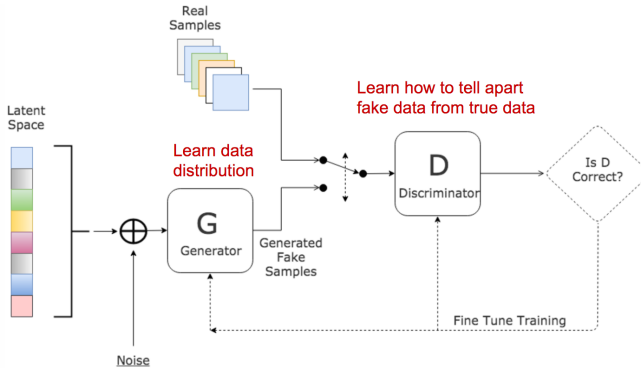 Real
Samples
Learn how to tell apart
fake data from true data
Latent
Space
Learn data
distribution
G
Generator
D
Discriminator
Is D
Correct?
Generated
Fake
Samples
Fine Tune Training
Noise